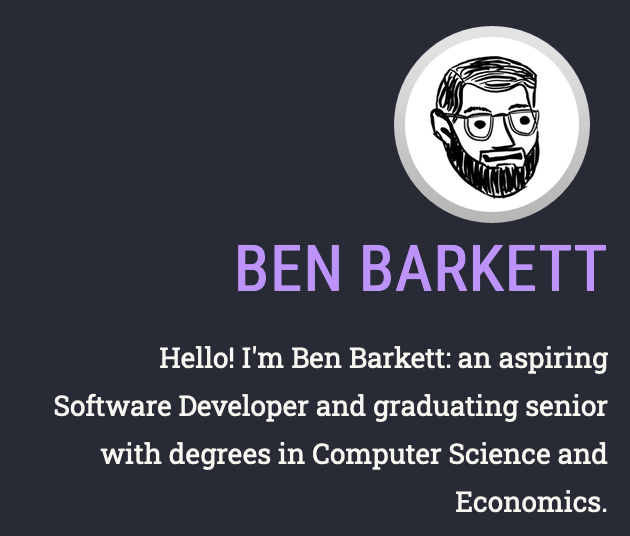 BEN BARKETT
Hello! I'm Ben Barkett: an aspiring
Software Developer and graduating senior
with degrees in Computer Science and
Economics.